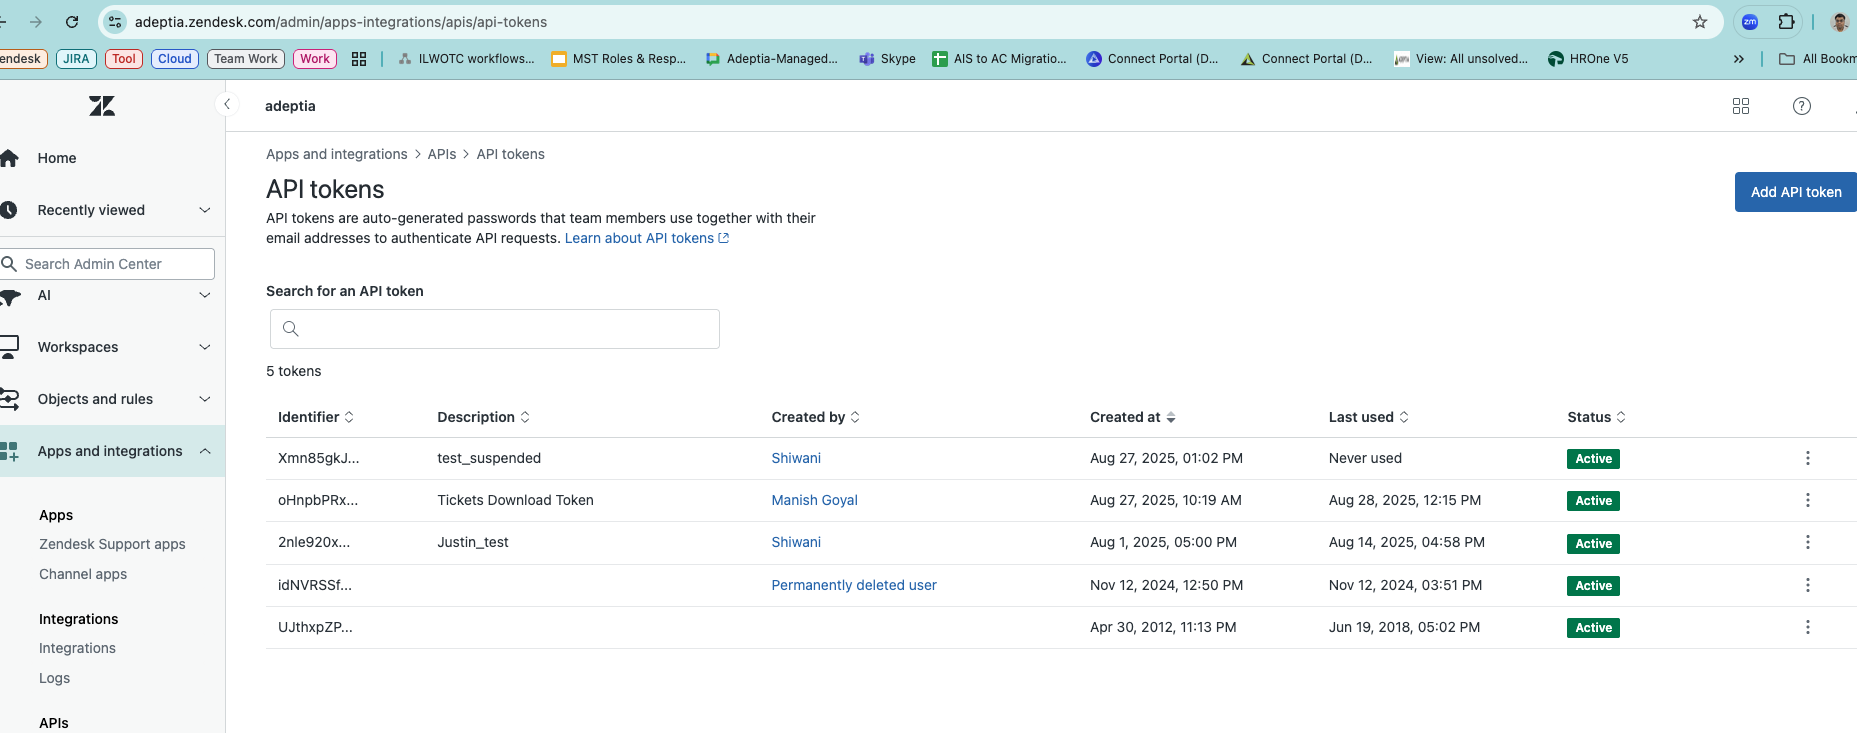 adeptia.zendesk.com/admin/apps-integrations/apis/api-tokens
zm
endesk JIRA Tool Cloud Team Work Work ILWOTC workflows... MST Roles & Resp... Adeptia-Managed... Skype AIS to AC Migratio... Connect Portal (D... Connect Portal (D... View: All unsolved... HROne V5 » All Bookm
adeptia
Home
Recently viewed
Search Admin Center
AI
Workspaces
Objects and rules
Apps and integrations
Apps
Zendesk Support apps
Channel apps
Integrations
Integrations
Logs
APIs
Apps and integrations > APIs > API tokens
API tokens
Add API token
API tokens are auto-generated passwords that team members use together with their
email addresses to authenticate API requests. Learn about API tokens
Search for an API token
5 tokens
Identifier Description Created by Created at Last used Status
Xmn85gkJ... test_suspended Shiwani Aug 27, 2025, 01:02 PM Never used Active
oHnpbPRx... Tickets Download Token Manish Goyal Aug 27, 2025, 10:19 AM Aug 28, 2025, 12:15 PM Active
2nle920x... Justin_test Shiwani Aug 1, 2025, 05:00 PM Aug 14, 2025, 04:58 PM Active
idNVRSSf... Permanently deleted user Nov 12, 2024, 12:50 PM Nov 12, 2024, 03:51 PM Active
UJthxpZP... Apr 30, 2012, 11:13 PM Jun 19, 2018, 05:02 PM Active